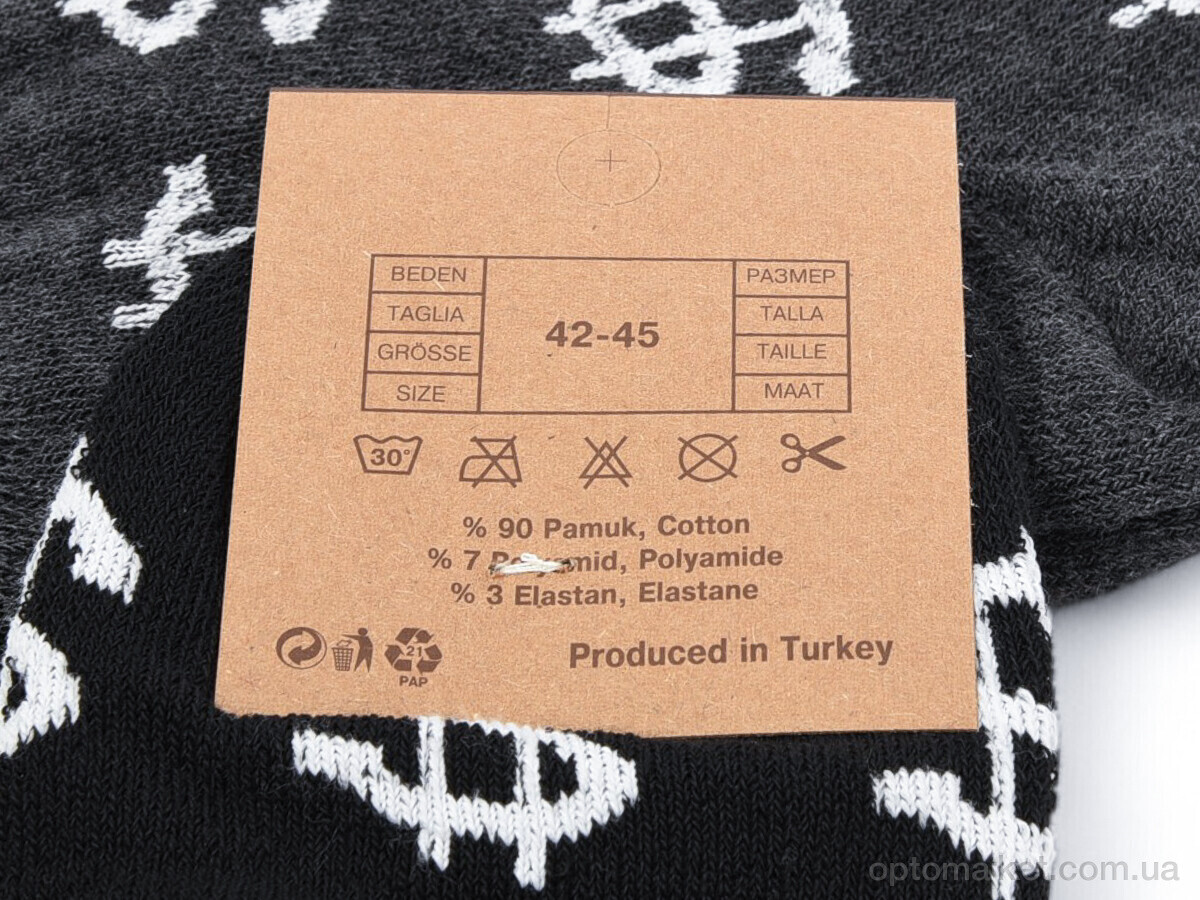 BEDEN
TAGLIA
GRÖSSE
SIZE
42-45
РАЗМЕР
TALLA
TAILLE
MAAT
30°
% 90 Pamuk, Cotton
% 7 Polyamid, Polyamide
% 3 Elastan, Elastane
21
PAP
Produced in Turkey
optomarket.com.ua